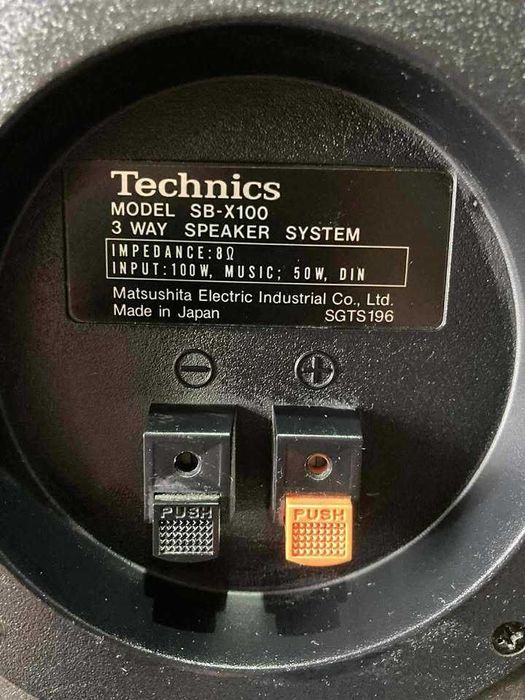 Technics
MODEL SB-X100
3 WAY SPEAKER SYSTEM
IMPEDANCE:8Ω
INPUT:100W, MUSIC; 50W, DIN
Matsushita Electric Industrial Co., Ltd.
Made in Japan SGTS196
− +
PUSH PUSH